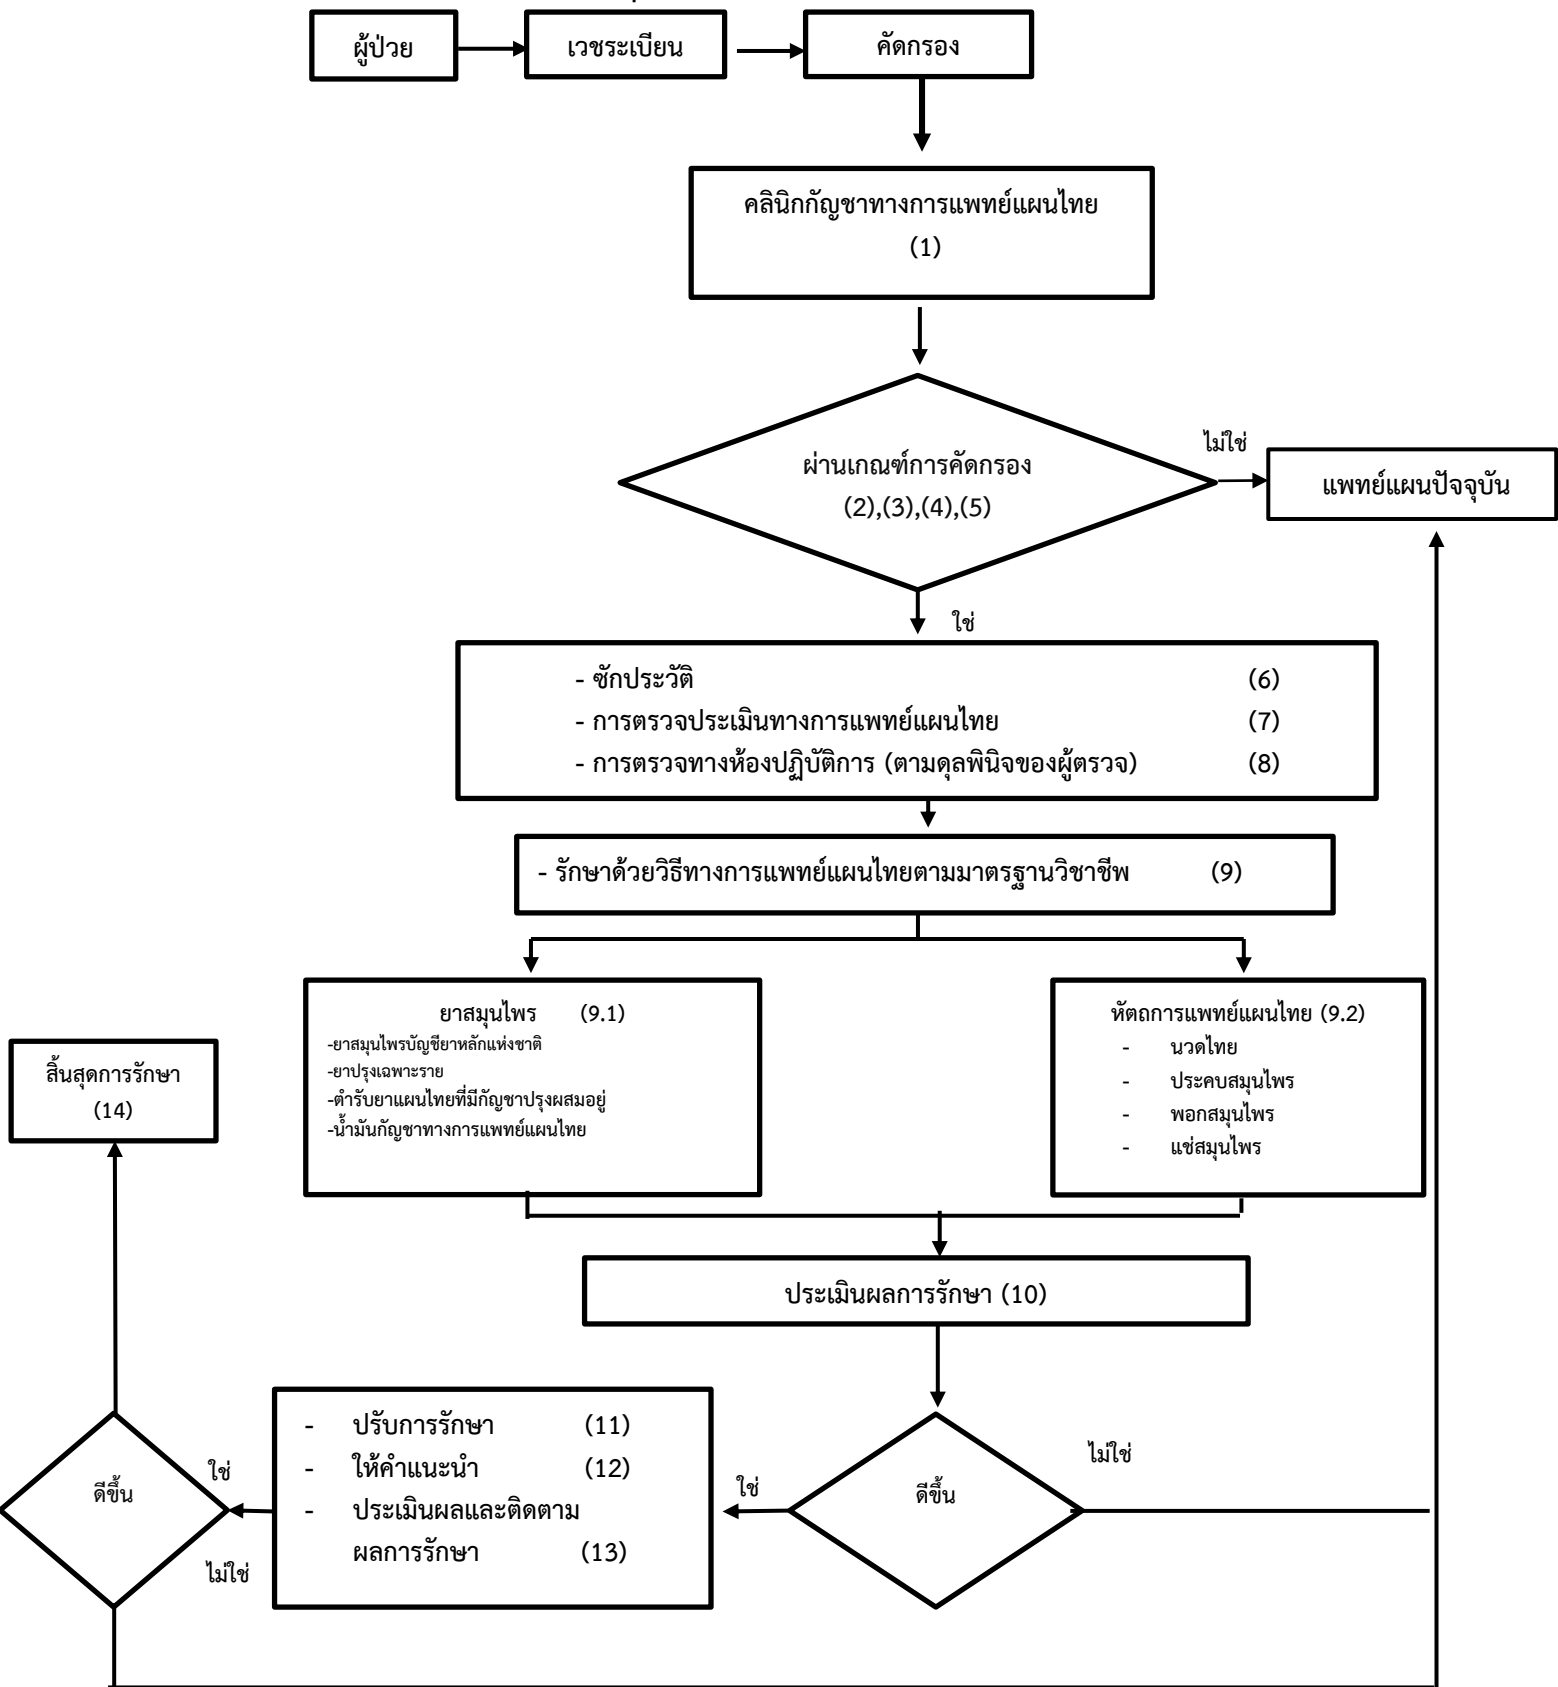 ผู้ป่วย
เวชระเบียน
คัดกรอง
คลินิกกัญชาทางการแพทย์แผนไทย
(1)
ผ่านเกณฑ์การคัดกรอง
(2),(3),(4),(5)
ไม่ใช่
แพทย์แผนปัจจุบัน
ใช่
- ซักประวัติ (6)
- การตรวจประเมินทางการแพทย์แผนไทย (7)
- การตรวจทางห้องปฏิบัติการ (ตามดุลพินิจของผู้ตรวจ) (8)
- รักษาด้วยวิธีทางการแพทย์แผนไทยตามมาตรฐานวิชาชีพ (9)
ยาสมุนไพร (9.1)
-ยาสมุนไพรบัญชียาหลักแห่งชาติ
-ยาปรุงเฉพาะราย
-ตำรับยาแผนไทยที่มีกัญชาปรุงผสมอยู่
-น้ำมันกัญชาทางการแพทย์แผนไทย
หัตถการแพทย์แผนไทย (9.2)
- นวดไทย
- ประคบสมุนไพร
- พอกสมุนไพร
- แช่สมุนไพร
สิ้นสุดการรักษา
(14)
ประเมินผลการรักษา (10)
- ปรับการรักษา (11)
- ให้คำแนะนำ (12)
- ประเมินผลและติดตาม
ผลการรักษา (13)
ดีขึ้น
ใช่
ไม่ใช่
ดีขึ้น
ใช่
ไม่ใช่